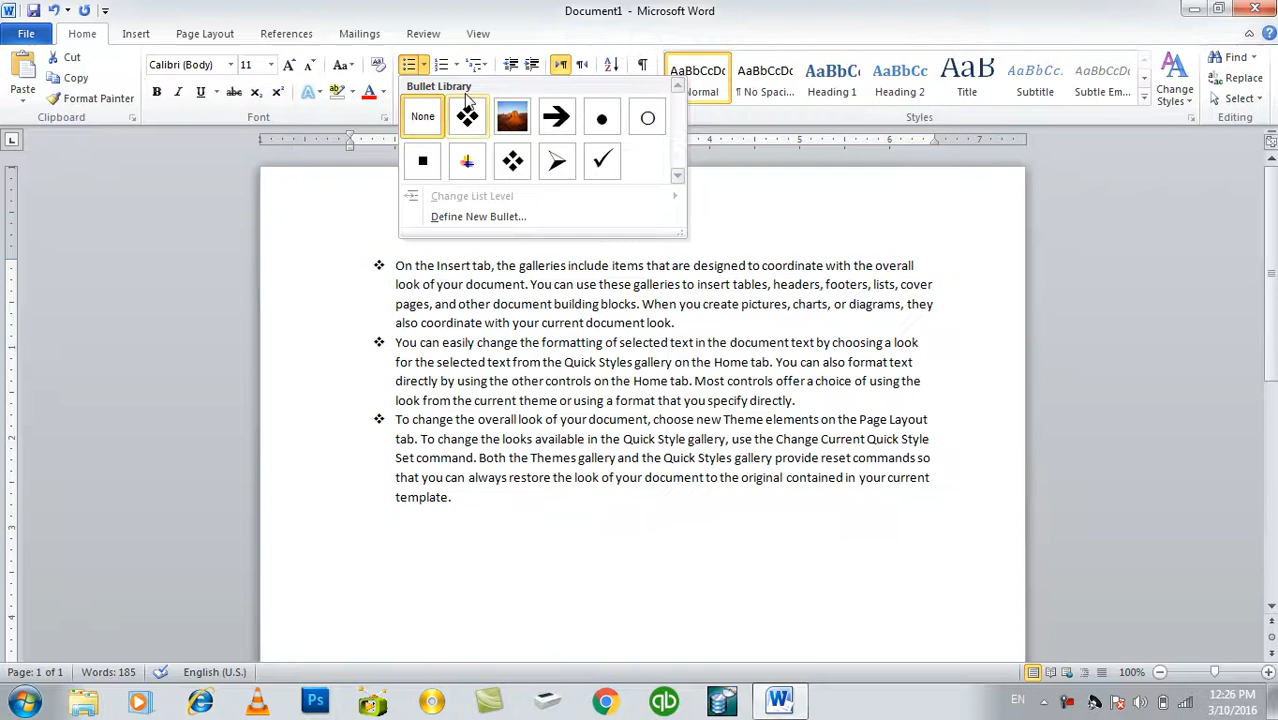 Document1 - Microsoft Word
File Home Insert Page Layout References Mailings Review View
Cut
Copy
Format Painter
Paste
Clipboard
Calibri (Body) 11 Aa
B I U abc x₂ x² A ab A
Font
Bullet Library
None
Change List Level
Define New Bullet...
AaBbCcDc AaBbCcDc AaBbC AaBbCc AaB AaBbCc. AaBbCcD
Normal ¶ No Spaci... Heading 1 Heading 2 Title Subtitle Subtle Em...
Change
Styles
Styles
Find
Replace
Select
Editing
On the Insert tab, the galleries include items that are designed to coordinate with the overall
look of your document. You can use these galleries to insert tables, headers, footers, lists, cover
pages, and other document building blocks. When you create pictures, charts, or diagrams, they
also coordinate with your current document look.
You can easily change the formatting of selected text in the document text by choosing a look
for the selected text from the Quick Styles gallery on the Home tab. You can also format text
directly by using the other controls on the Home tab. Most controls offer a choice of using the
look from the current theme or using a format that you specify directly.
To change the overall look of your document, choose new Theme elements on the Page Layout
tab. To change the looks available in the Quick Style gallery, use the Change Current Quick Style
Set command. Both the Themes gallery and the Quick Styles gallery provide reset commands so
that you can always restore the look of your document to the original contained in your current
template.
Page: 1 of 1 Words: 185 English (U.S.) 100%
EN 12:26 PM
3/10/2016